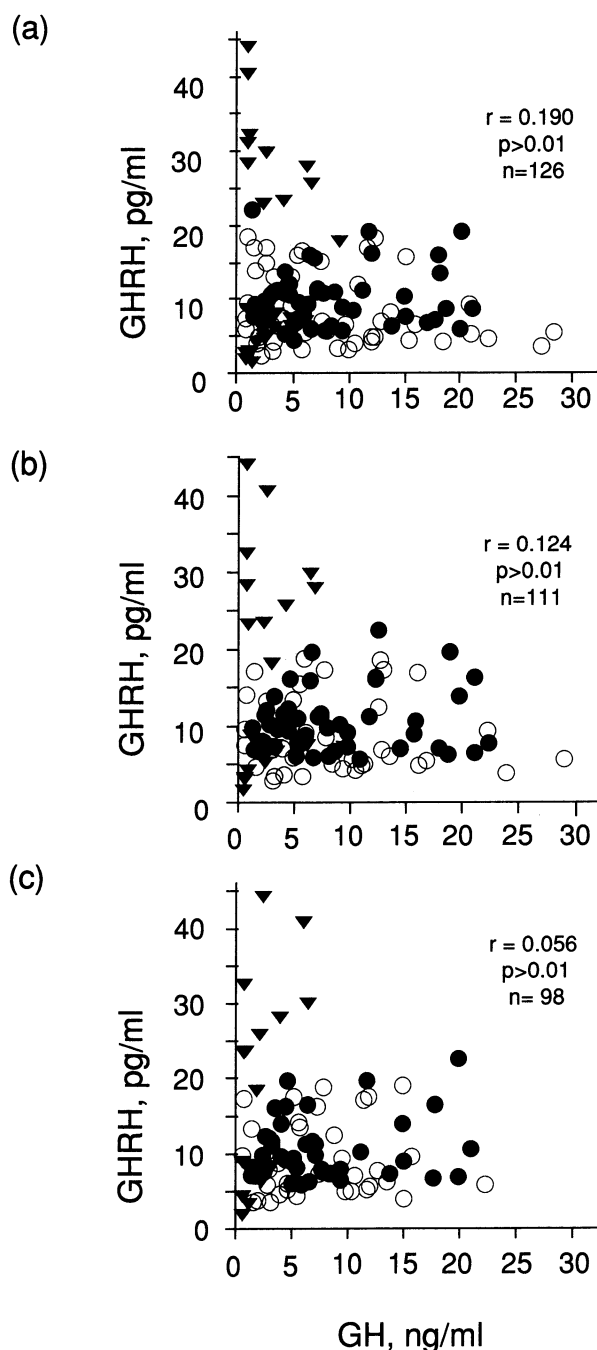 (a)
GHRH, pg/ml
40
30
20
10
0
r = 0.190
p>0.01
n=126
0 5 10 15 20 25 30
(b)
GHRH, pg/ml
40
30
20
10
0
r = 0.124
p>0.01
n=111
0 5 10 15 20 25 30
(c)
GHRH, pg/ml
40
30
20
10
0
r = 0.056
p>0.01
n= 98
0 5 10 15 20 25 30
GH, ng/ml